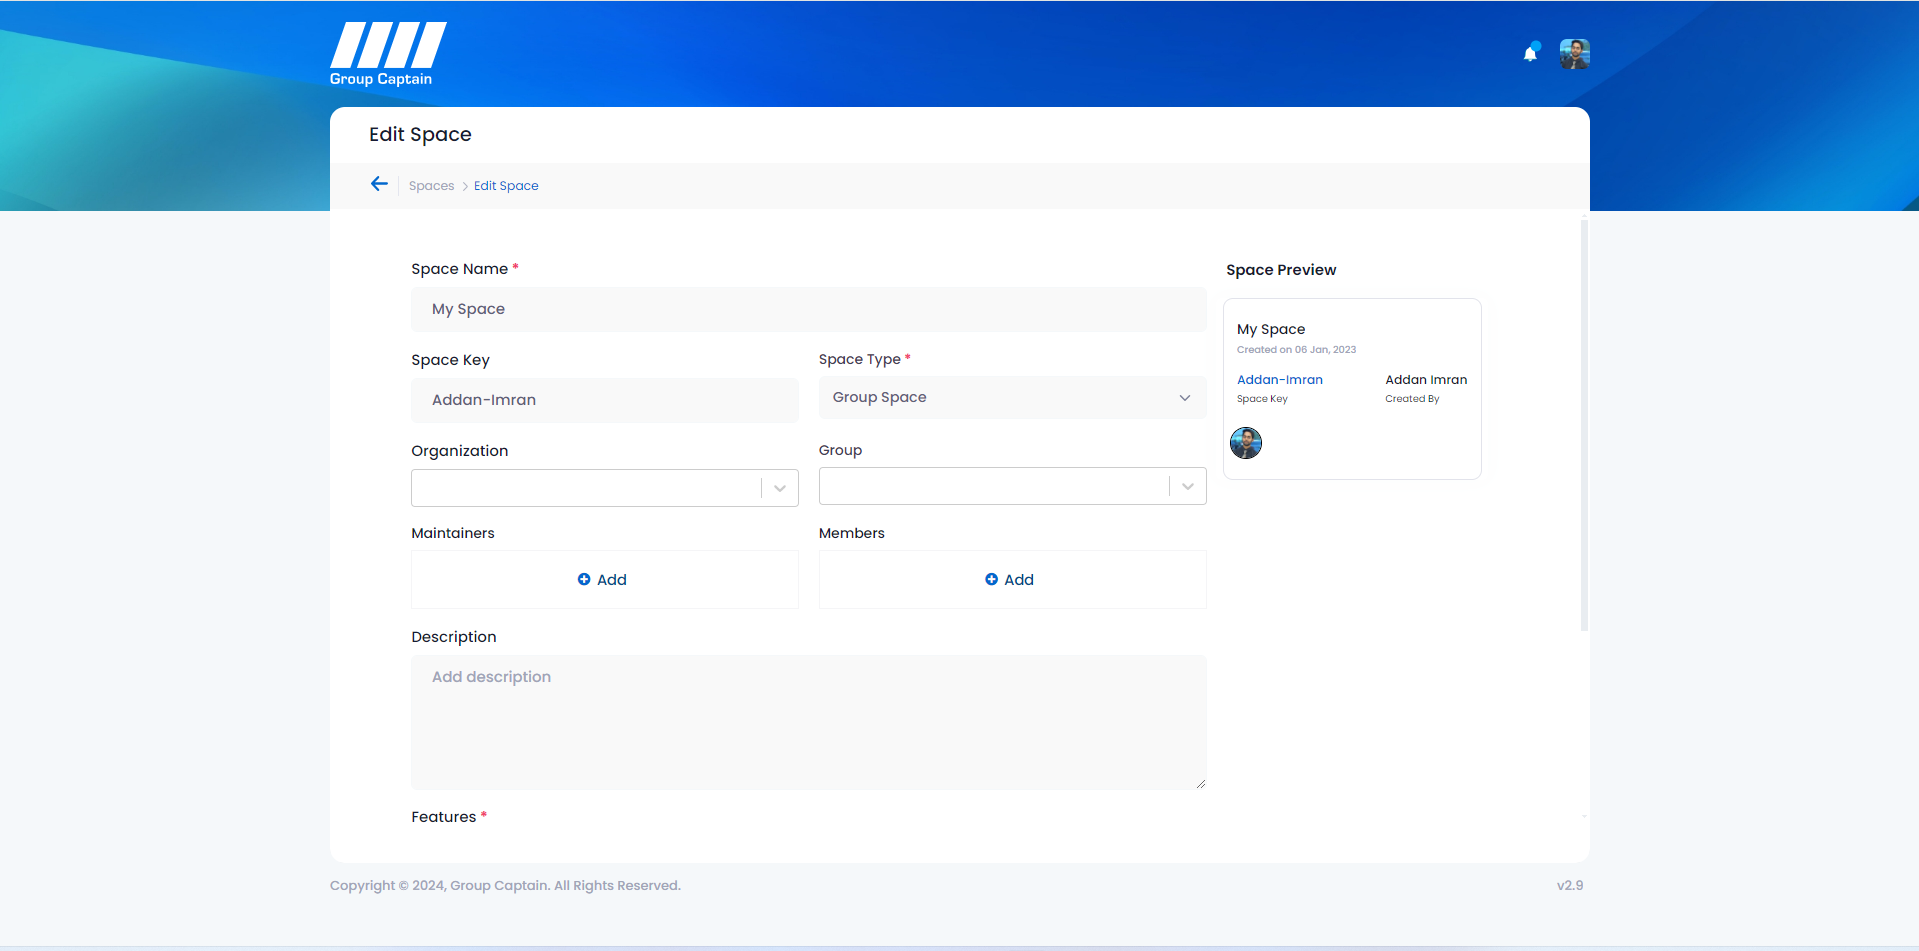 Group Captain
Edit Space
Spaces > Edit Space
Space Name *
My Space
Space Key
Addan-Imran
Space Type *
Group Space
Organization
Group
Maintainers
Add
Members
Add
Description
Add description
Features *
Space Preview
My Space
Created on 06 Jan, 2023
Addan-Imran
Space Key
Addan Imran
Created By
Copyright © 2024, Group Captain. All Rights Reserved.
v2.9